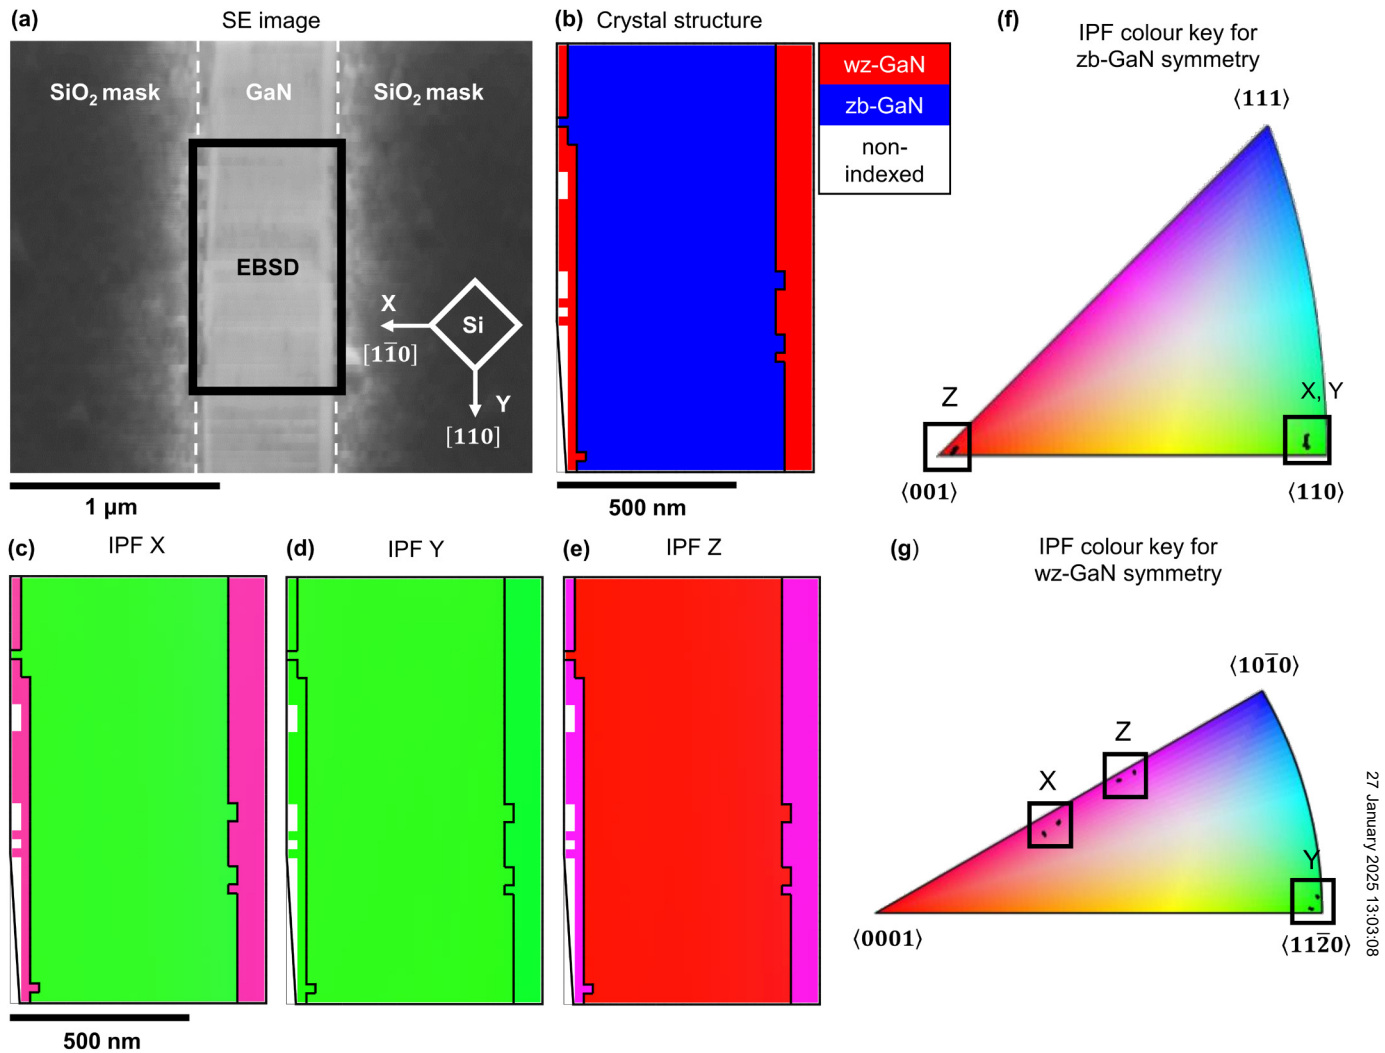 (a)
SE image
SiO₂ mask
GaN
SiO₂ mask
EBSD
X
[11̅0]
Si
Y
[110]
1 µm
(b) Crystal structure
wz-GaN
zb-GaN
non-
indexed
500 nm
(f)
IPF colour key for
zb-GaN symmetry
⟨111⟩
Z
X, Y
⟨001⟩
⟨110⟩
(c)
IPF X
(d)
IPF Y
(e)
IPF Z
500 nm
(g)
IPF colour key for
wz-GaN symmetry
⟨101̅0⟩
Z
X
Y
⟨0001⟩
⟨112̅0⟩
27 January 2025 13:03:08